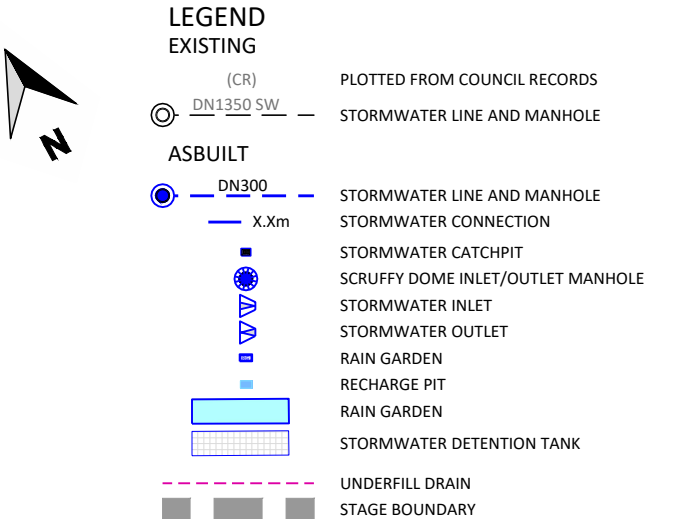 LEGEND
EXISTING
(CR) PLOTTED FROM COUNCIL RECORDS
DN1350 SW STORMWATER LINE AND MANHOLE
N
ASBUILT
DN300 STORMWATER LINE AND MANHOLE
X.Xm STORMWATER CONNECTION
STORMWATER CATCHPIT
SCRUFFY DOME INLET/OUTLET MANHOLE
STORMWATER INLET
STORMWATER OUTLET
RAIN GARDEN
RECHARGE PIT
RAIN GARDEN
STORMWATER DETENTION TANK
UNDERFILL DRAIN
STAGE BOUNDARY